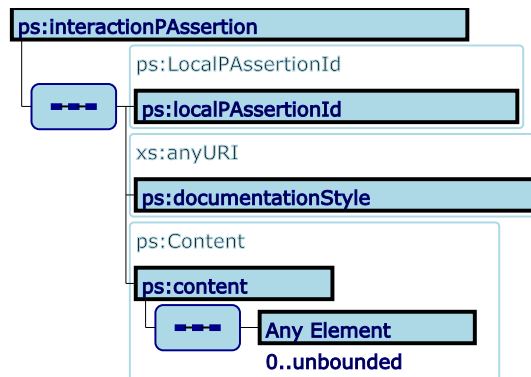 ps:interactionPAssertion
ps:LocalPAssertionId
ps:localPAssertionId
xs:anyURI
ps:documentationStyle
ps:Content
ps:content
Any Element
0..unbounded